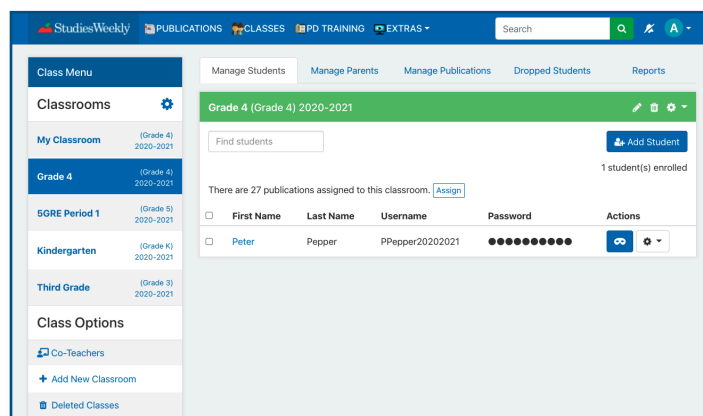 StudiesWeekly PUBLICATIONS CLASSES PD TRAINING EXTRAS Search A
Class Menu
Classrooms
My Classroom (Grade 4) 2020-2021
Grade 4 (Grade 4) 2020-2021
5GRE Period 1 (Grade 5) 2020-2021
Kindergarten (Grade K) 2020-2021
Third Grade (Grade 3) 2020-2021
Class Options
Co-Teachers
+ Add New Classroom
Deleted Classes
Manage Students Manage Parents Manage Publications Dropped Students Reports
Grade 4 (Grade 4) 2020-2021
Find students Add Student
1 student(s) enrolled
There are 27 publications assigned to this classroom. Assign
First Name Last Name Username Password Actions
Peter Pepper PPepper20202021 ●●●●●●●●●●